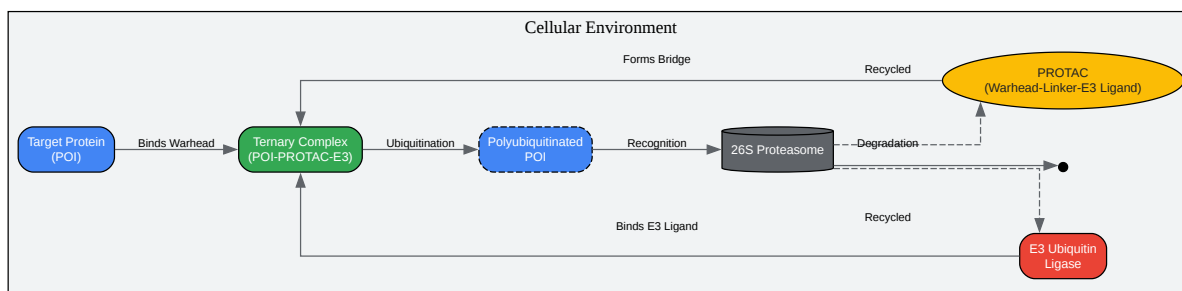 Cellular Environment
Forms Bridge
Recycled
PROTAC
(Warhead-Linker-E3 Ligand)
Target Protein
(POI)
Binds Warhead
Ternary Complex
(POI-PROTAC-E3)
Ubiquitination
Polyubiquitinated
POI
Recognition
26S Proteasome
Degradation
Binds E3 Ligand
Recycled
E3 Ubiquitin
Ligase